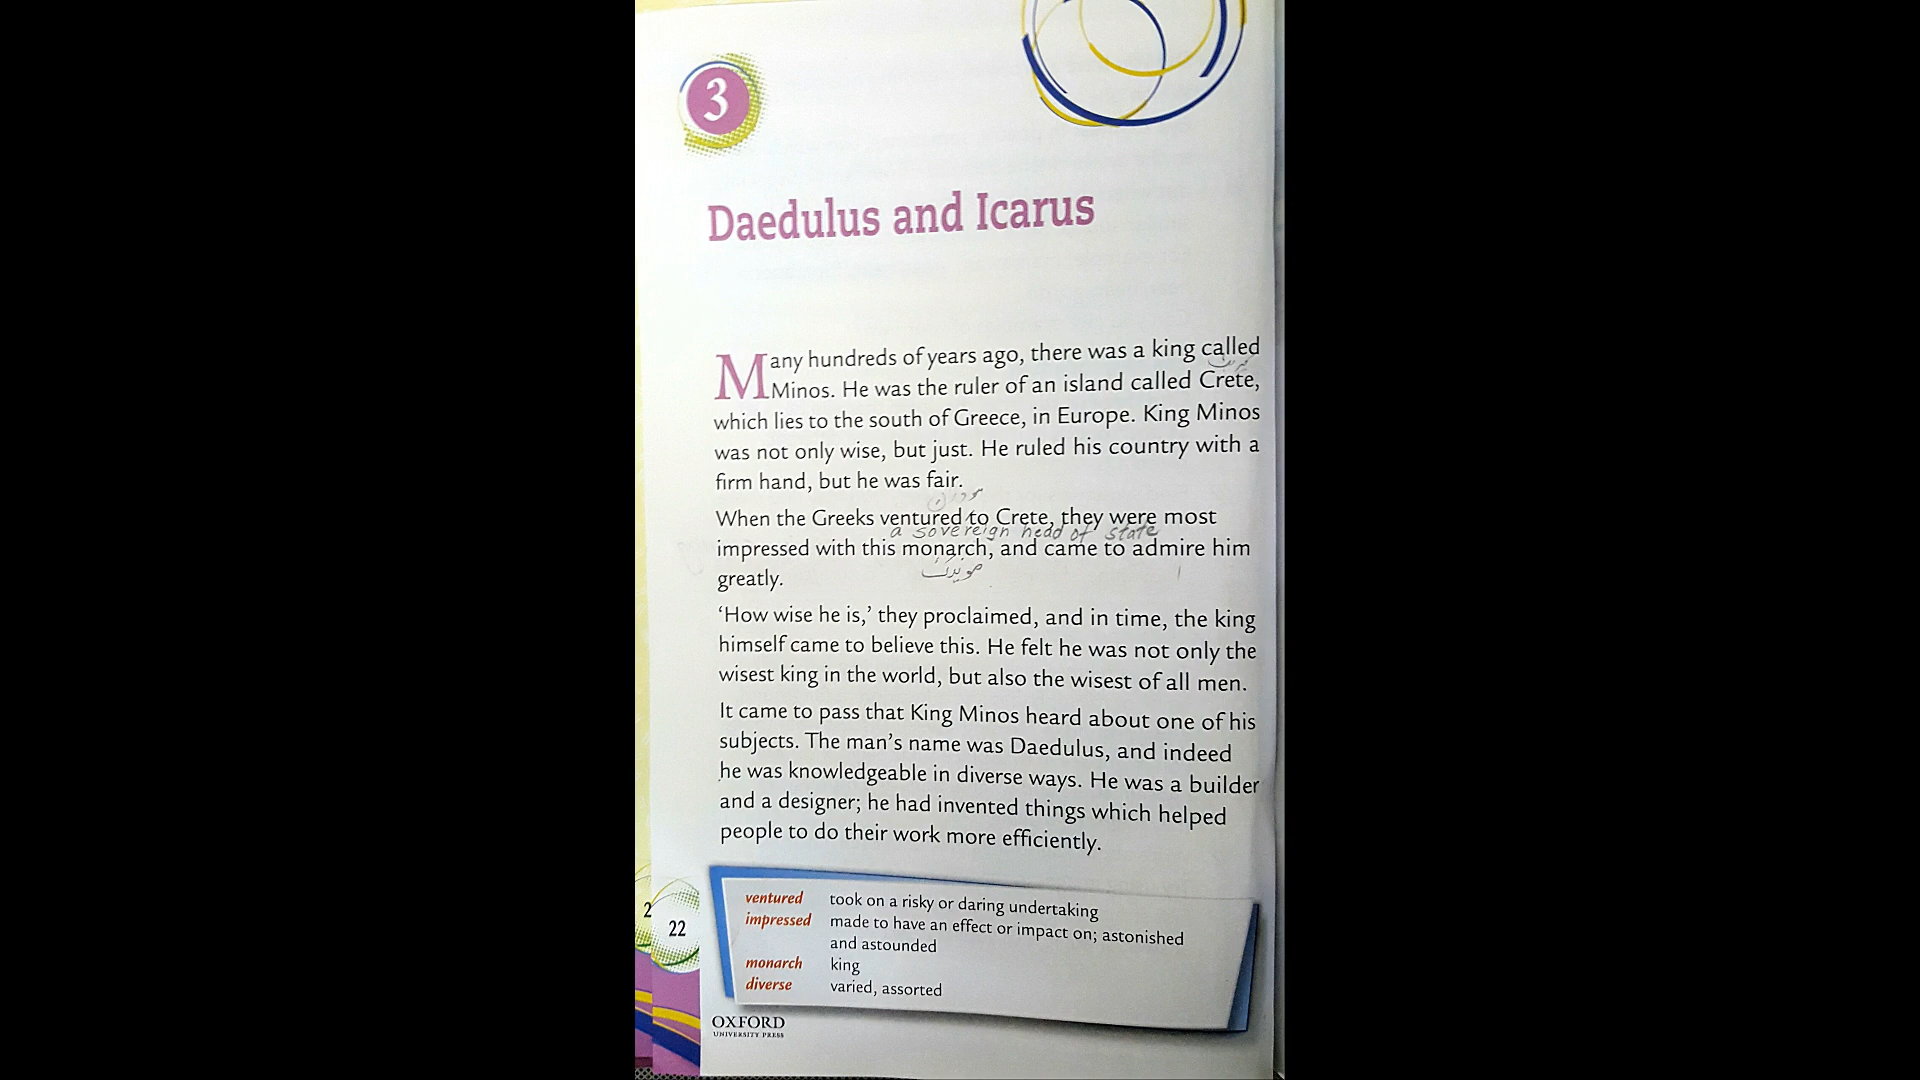 3
Daedulus and Icarus
Many hundreds of years ago, there was a king called
کریٹ
Minos. He was the ruler of an island called Crete,
which lies to the south of Greece, in Europe. King Minos
was not only wise, but just. He ruled his country with a
firm hand, but he was fair.
When the Greeks ventured to Crete, they were most
a sovereign head of state
impressed with this monarch, and came to admire him
greatly.
‘How wise he is,’ they proclaimed, and in time, the king
himself came to believe this. He felt he was not only the
wisest king in the world, but also the wisest of all men.
It came to pass that King Minos heard about one of his
subjects. The man’s name was Daedulus, and indeed
he was knowledgeable in diverse ways. He was a builder
and a designer; he had invented things which helped
people to do their work more efficiently.
ventured took on a risky or daring undertaking
impressed made to have an effect or impact on; astonished
and astounded
monarch king
diverse varied, assorted
2
22
OXFORD
UNIVERSITY PRESS